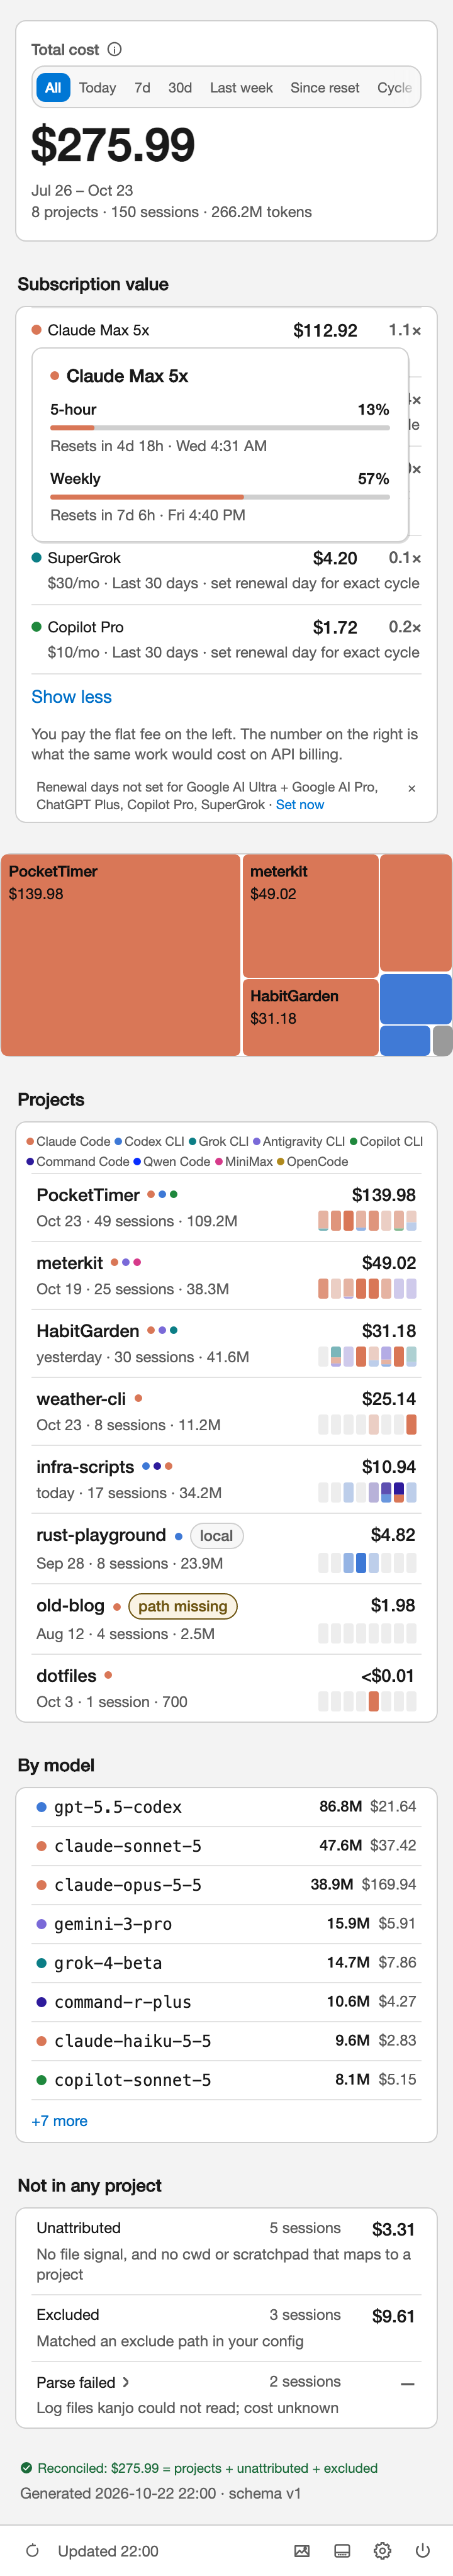 Total cost
All Today 7d 30d Last week Since reset Cycle
$275.99
Jul 26 – Oct 23
8 projects · 150 sessions · 266.2M tokens
Subscription value
Claude Max 5x $112.92 1.1×
Claude Max 5x
5-hour 13%
Resets in 4d 18h · Wed 4:31 AM
Weekly 57%
Resets in 7d 6h · Fri 4:40 PM
SuperGrok $4.20 0.1×
$30/mo · Last 30 days · set renewal day for exact cycle
Copilot Pro $1.72 0.2×
$10/mo · Last 30 days · set renewal day for exact cycle
Show less
You pay the flat fee on the left. The number on the right is
what the same work would cost on API billing.
Renewal days not set for Google AI Ultra + Google AI Pro, ×
ChatGPT Plus, Copilot Pro, SuperGrok · Set now
PocketTimer
$139.98
meterkit
$49.02
HabitGarden
$31.18
Projects
Claude Code Codex CLI Grok CLI Antigravity CLI Copilot CLI
Command Code Qwen Code MiniMax OpenCode
PocketTimer $139.98
Oct 23 · 49 sessions · 109.2M
meterkit $49.02
Oct 19 · 25 sessions · 38.3M
HabitGarden $31.18
yesterday · 30 sessions · 41.6M
weather-cli $25.14
Oct 23 · 8 sessions · 11.2M
infra-scripts $10.94
today · 17 sessions · 34.2M
rust-playground local $4.82
Sep 28 · 8 sessions · 23.9M
old-blog path missing $1.98
Aug 12 · 4 sessions · 2.5M
dotfiles <$0.01
Oct 3 · 1 session · 700
By model
gpt-5.5-codex 86.8M $21.64
claude-sonnet-5 47.6M $37.42
claude-opus-5-5 38.9M $169.94
gemini-3-pro 15.9M $5.91
grok-4-beta 14.7M $7.86
command-r-plus 10.6M $4.27
claude-haiku-5-5 9.6M $2.83
copilot-sonnet-5 8.1M $5.15
+7 more
Not in any project
Unattributed 5 sessions $3.31
No file signal, and no cwd or scratchpad that maps to a
project
Excluded 3 sessions $9.61
Matched an exclude path in your config
Parse failed 2 sessions —
Log files kanjo could not read; cost unknown
Reconciled: $275.99 = projects + unattributed + excluded
Generated 2026-10-22 22:00 · schema v1
Updated 22:00